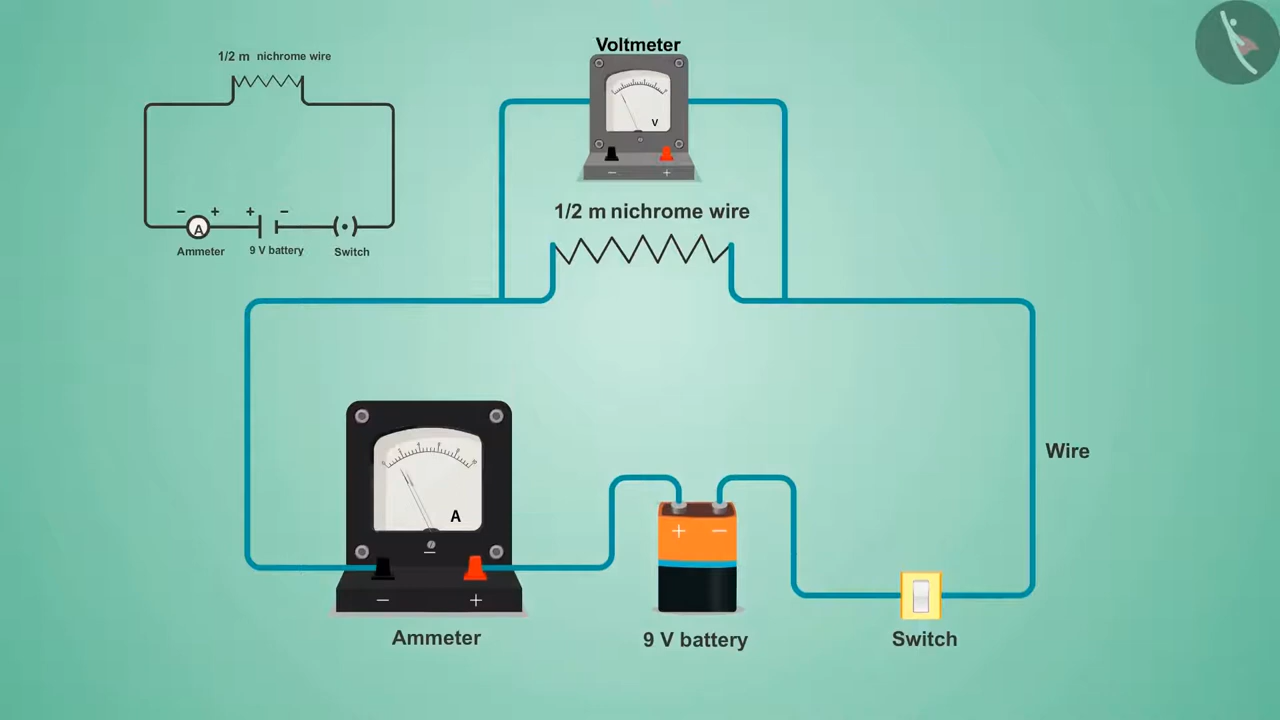 1/2 m nichrome wire
− + + −
A
Ammeter 9 V battery Switch
Voltmeter
V
− +
1/2 m nichrome wire
Wire
A
− +
+ −
Ammeter
9 V battery
Switch